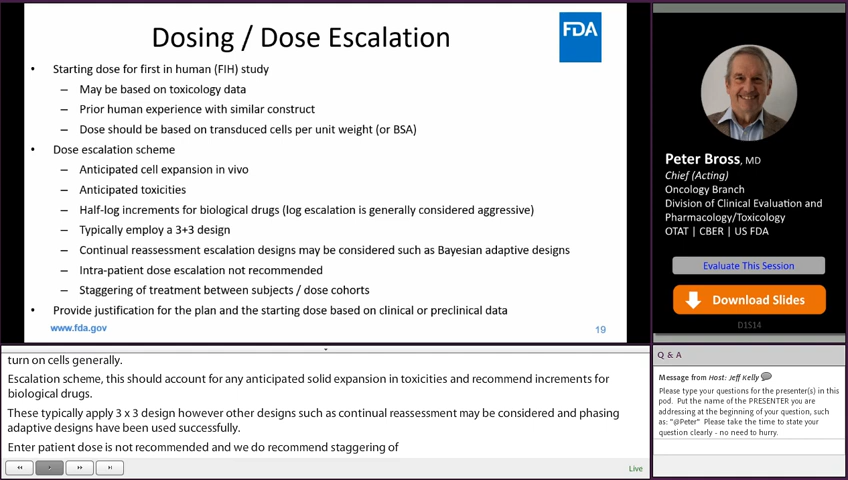 Dosing / Dose Escalation
FDA
• Starting dose for first in human (FIH) study
– May be based on toxicology data
– Prior human experience with similar construct
– Dose should be based on transduced cells per unit weight (or BSA)
• Dose escalation scheme
– Anticipated cell expansion in vivo
– Anticipated toxicities
– Half-log increments for biological drugs (log escalation is generally considered aggressive)
– Typically employ a 3+3 design
– Continual reassessment escalation designs may be considered such as Bayesian adaptive designs
– Intra-patient dose escalation not recommended
– Staggering of treatment between subjects / dose cohorts
• Provide justification for the plan and the starting dose based on clinical or preclinical data
www.fda.gov
19
turn on cells generally.
Escalation scheme, this should account for any anticipated solid expansion in toxicities and recommend increments for
biological drugs.
These typically apply 3 x 3 design however other designs such as continual reassessment may be considered and phasing
adaptive designs have been used successfully.
Enter patient dose is not recommended and we do recommend staggering of
Live
Peter Bross, MD
Chief (Acting)
Oncology Branch
Division of Clinical Evaluation and
Pharmacology/Toxicology
OTAT | CBER | US FDA
Evaluate This Session
Download Slides
D1S14
Q & A
Message from Host: Jeff Kelly
Please type your questions for the presenter(s) in this
pod. Put the name of the PRESENTER you are
addressing at the beginning of your question, such
as: "@Peter" Please take the time to state your
question clearly - no need to hurry.